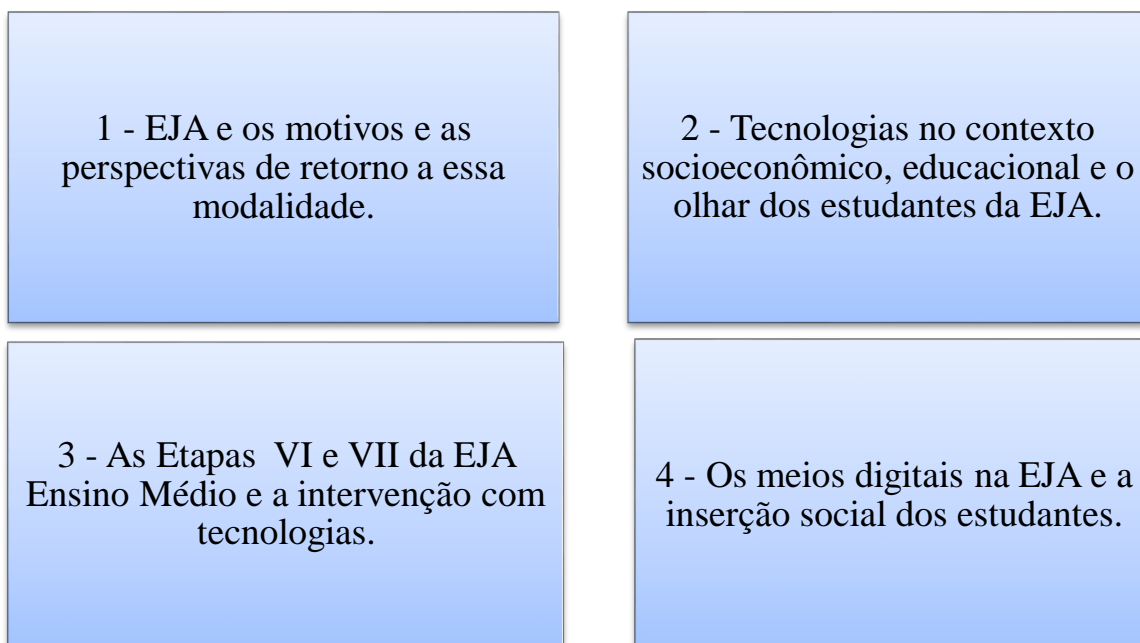 1 - EJA e os motivos e as
perspectivas de retorno a essa
modalidade.
2 - Tecnologias no contexto
socioeconômico, educacional e o
olhar dos estudantes da EJA.
3 - As Etapas VI e VII da EJA
Ensino Médio e a intervenção com
tecnologias.
4 - Os meios digitais na EJA e a
inserção social dos estudantes.